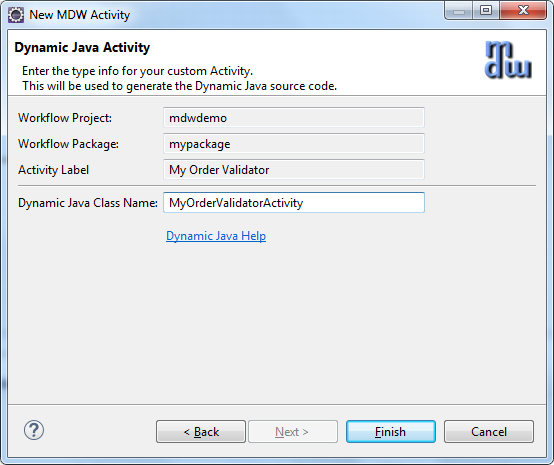 New MDW Activity
Dynamic Java Activity
Enter the type info for your custom Activity.
This will be used to generate the Dynamic Java source code.
mdw
Workflow Project: mdwdemo
Workflow Package: mypackage
Activity Label My Order Validator
Dynamic Java Class Name: MyOrderValidatorActivity
Dynamic Java Help
? < Back Next > Finish Cancel